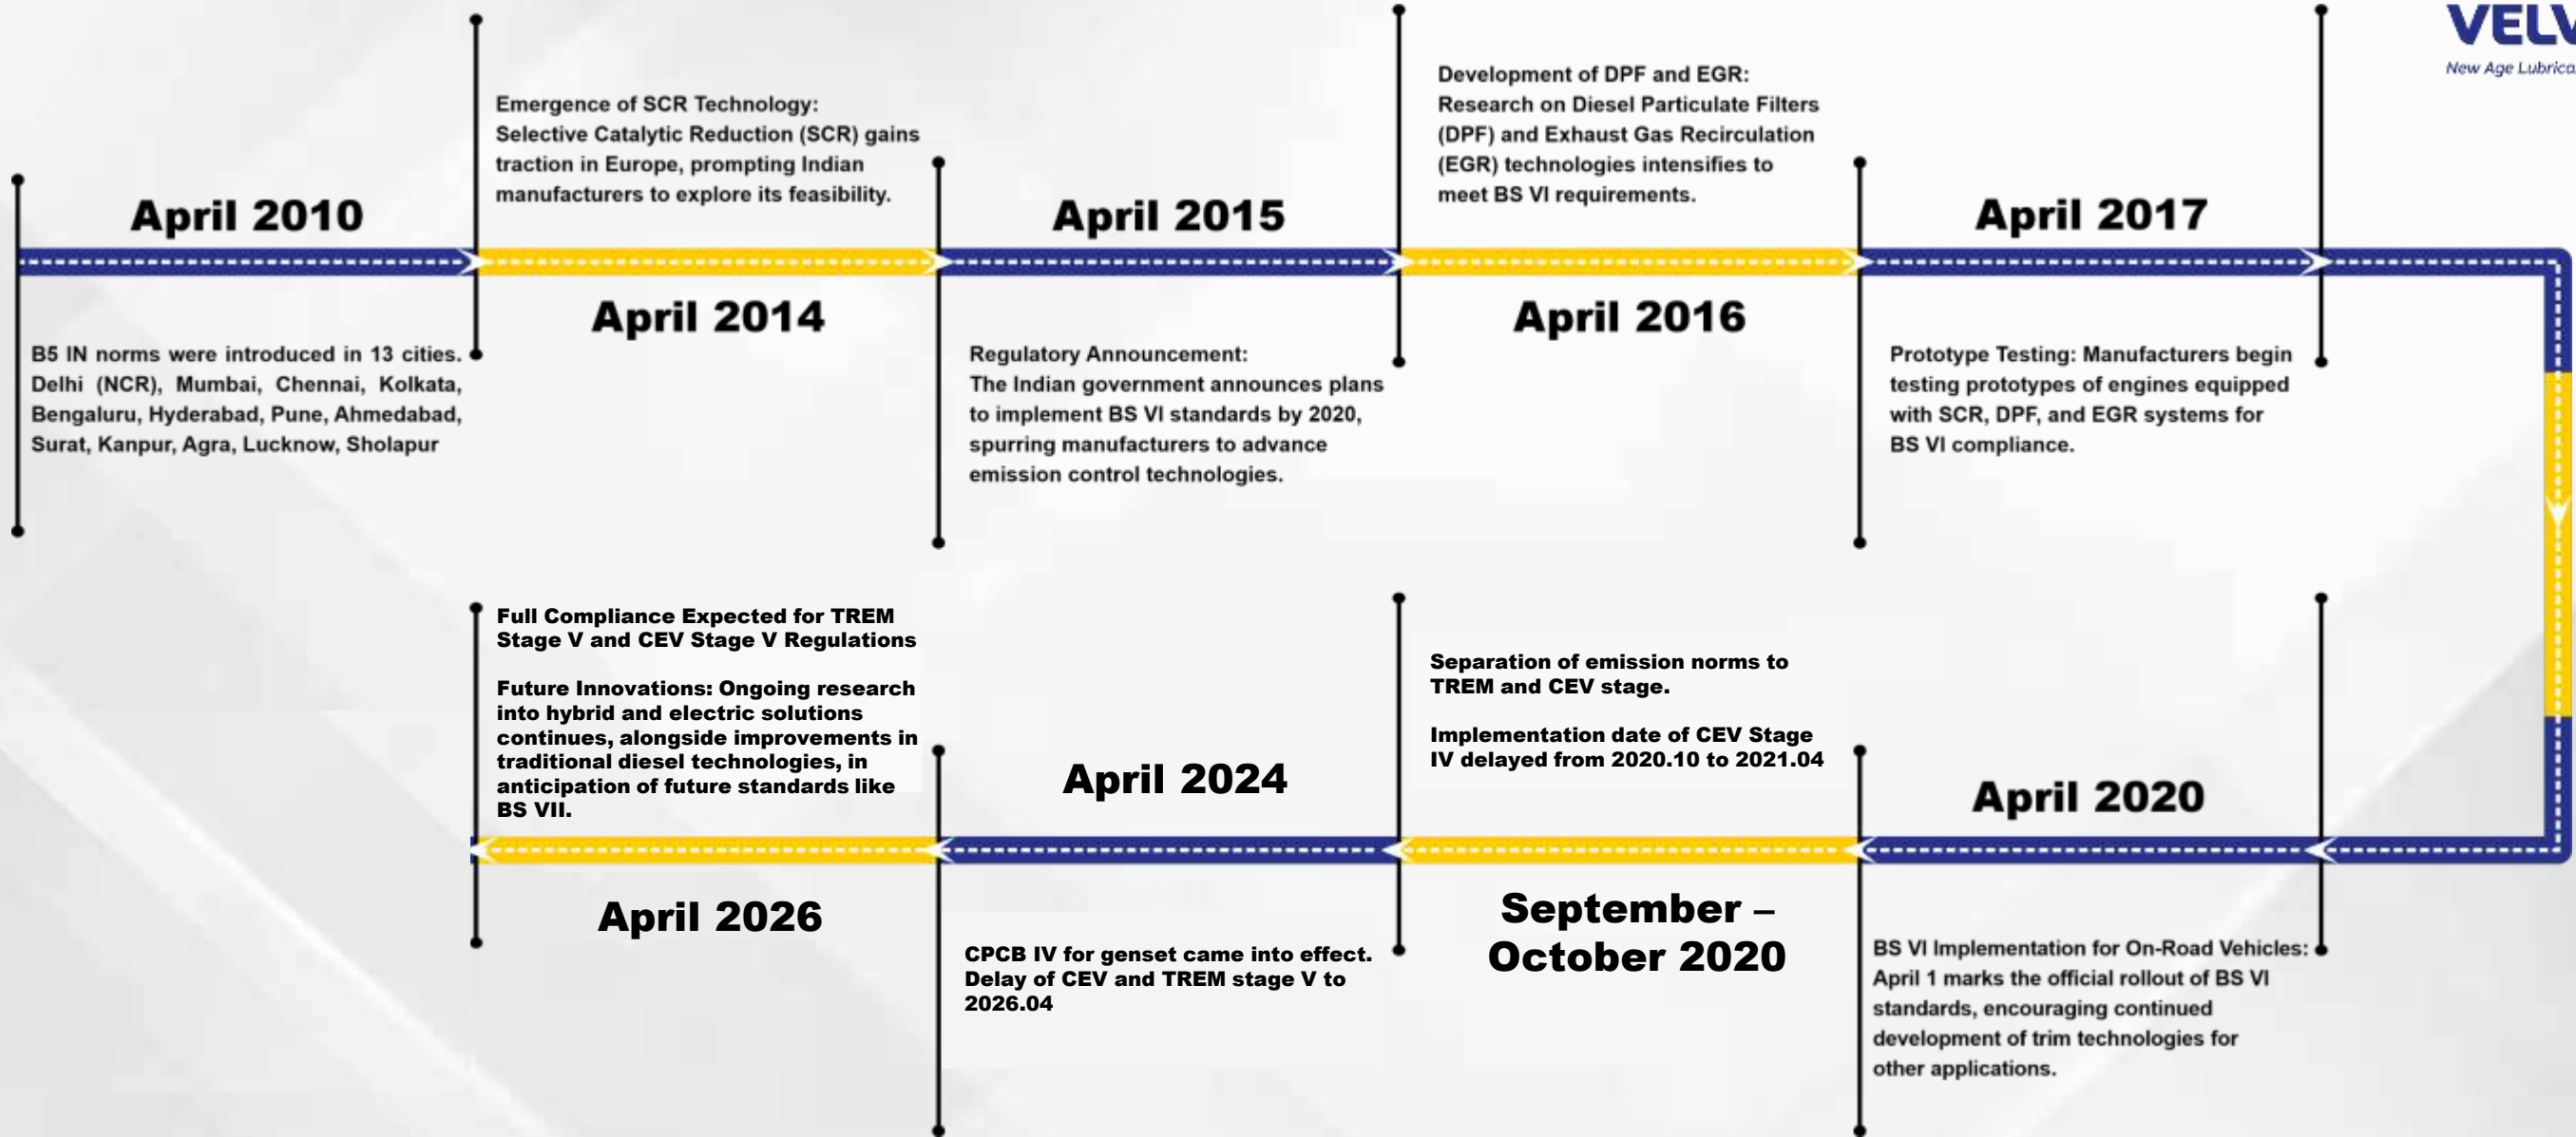 VELV
New Age Lubrica
April 2010
B5 IN norms were introduced in 13 cities.
Delhi (NCR), Mumbai, Chennai, Kolkata,
Bengaluru, Hyderabad, Pune, Ahmedabad,
Surat, Kanpur, Agra, Lucknow, Sholapur
Emergence of SCR Technology:
Selective Catalytic Reduction (SCR) gains
traction in Europe, prompting Indian
manufacturers to explore its feasibility.
April 2014
April 2015
Regulatory Announcement:
The Indian government announces plans
to implement BS VI standards by 2020,
spurring manufacturers to advance
emission control technologies.
Development of DPF and EGR:
Research on Diesel Particulate Filters
(DPF) and Exhaust Gas Recirculation
(EGR) technologies intensifies to
meet BS VI requirements.
April 2016
April 2017
Prototype Testing: Manufacturers begin
testing prototypes of engines equipped
with SCR, DPF, and EGR systems for
BS VI compliance.
April 2020
BS VI Implementation for On-Road Vehicles:
April 1 marks the official rollout of BS VI
standards, encouraging continued
development of trim technologies for
other applications.
Separation of emission norms to
TREM and CEV stage.
Implementation date of CEV Stage
IV delayed from 2020.10 to 2021.04
September –
October 2020
April 2024
CPCB IV for genset came into effect.
Delay of CEV and TREM stage V to
2026.04
Full Compliance Expected for TREM
Stage V and CEV Stage V Regulations
Future Innovations: Ongoing research
into hybrid and electric solutions
continues, alongside improvements in
traditional diesel technologies, in
anticipation of future standards like
BS VII.
April 2026